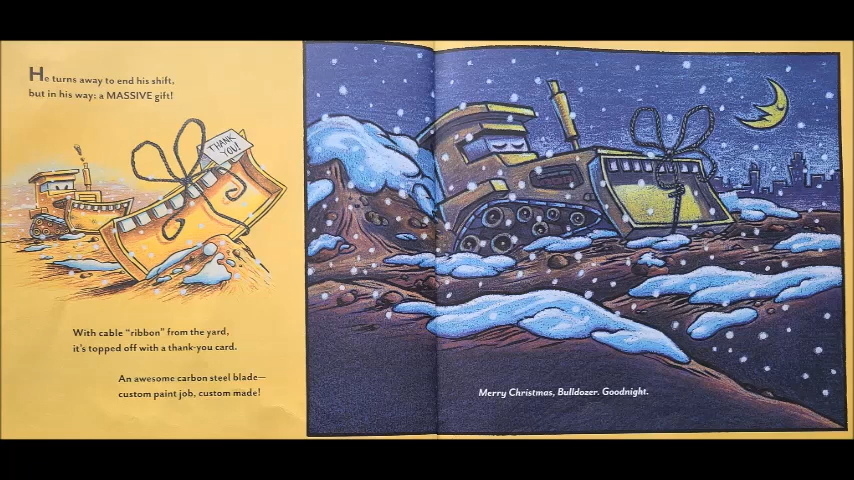 He turns away to end his shift,
but in his way: a MASSIVE gift!
THANK
YOU!
With cable “ribbon” from the yard,
it’s topped off with a thank-you card.
An awesome carbon steel blade—
custom paint job, custom made!
Merry Christmas, Bulldozer. Goodnight.